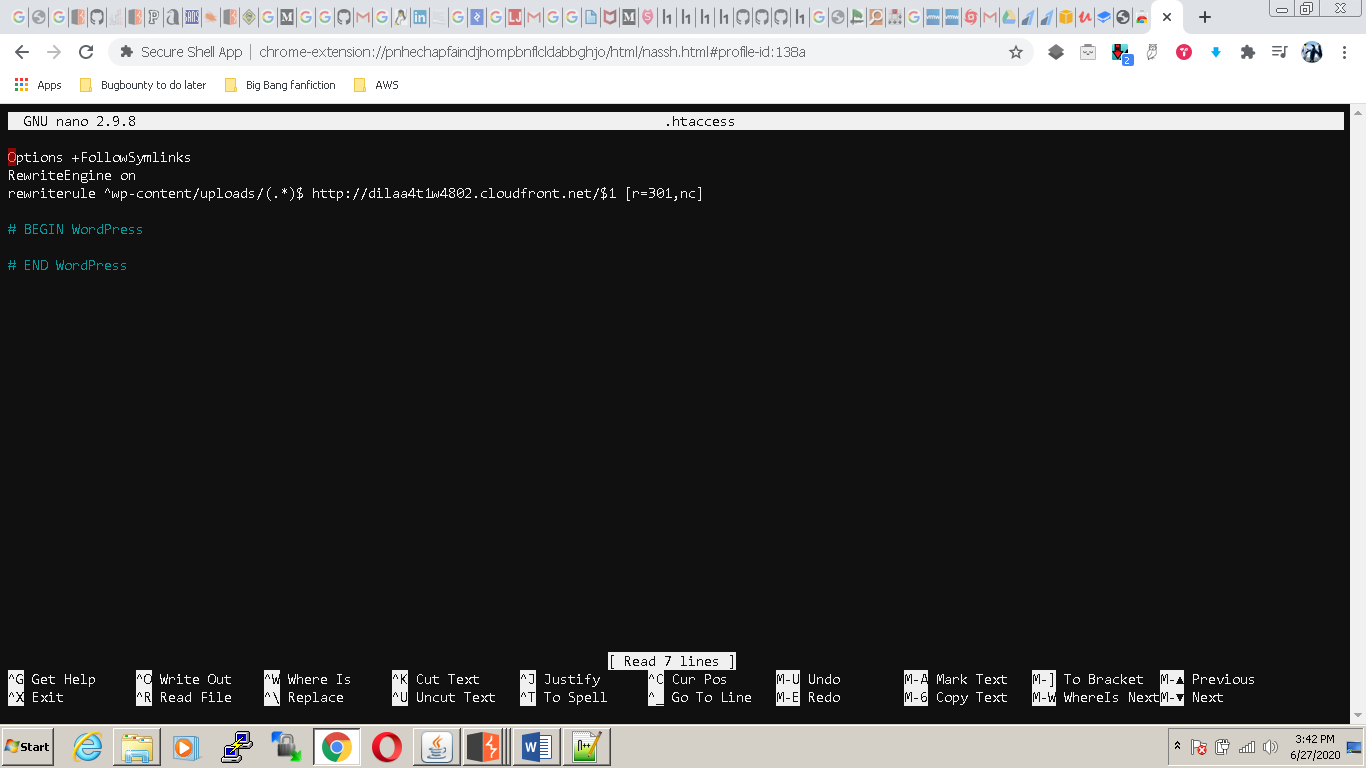 Secure Shell App | chrome-extension://pnhechapfaindjhompbnflcldabbghjo/html/nassh.html#profile-id:138a
2
Apps Bugbounty to do later Big Bang fanfiction AWS
GNU nano 2.9.8 .htaccess
Options +FollowSymlinks
RewriteEngine on
rewriterule ^wp-content/uploads/(.*)$ http://dilaa4t1w4802.cloudfront.net/$1 [r=301,nc]
# BEGIN WordPress
# END WordPress
[ Read 7 lines ]
^G Get Help ^O Write Out ^W Where Is ^K Cut Text ^J Justify ^C Cur Pos M-U Undo M-A Mark Text M-] To Bracket M-▲ Previous
^X Exit ^R Read File ^\ Replace ^U Uncut Text ^T To Spell ^_ Go To Line M-E Redo M-6 Copy Text M-W WhereIs Next M-▼ Next
Start
3:42 PM
6/27/2020